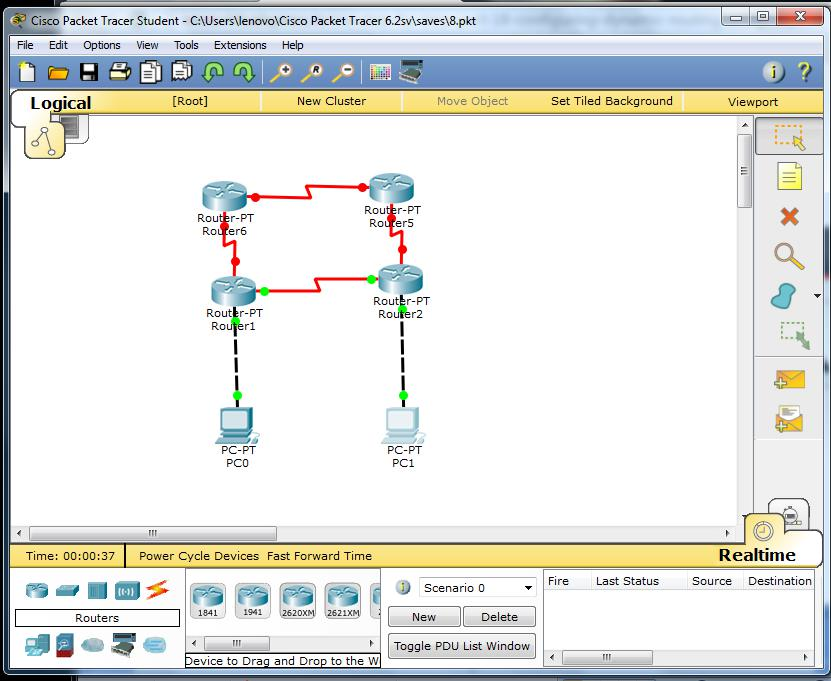 Cisco Packet Tracer Student - C:\Users\lenovo\Cisco Packet Tracer 6.2sv\saves\8.pkt
File Edit Options View Tools Extensions Help
Logical [Root] New Cluster Move Object Set Tiled Background Viewport
Router-PT
Router6
Router-PT
Router5
Router-PT
Router1
Router-PT
Router2
PC-PT
PC0
PC-PT
PC1
Time: 00:00:37 Power Cycle Devices Fast Forward Time
Realtime
Routers
1841 1941 2620XM 2621XM
Device to Drag and Drop to the W
Scenario 0
New Delete
Toggle PDU List Window
Fire Last Status Source Destination